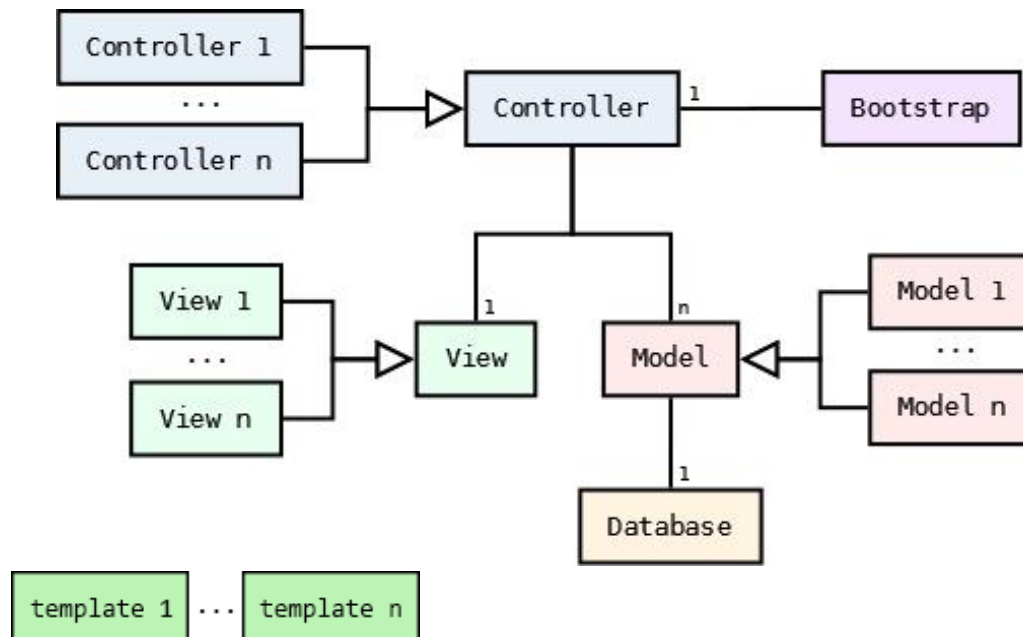 Controller 1
...
Controller n
Controller
1
Bootstrap
View 1
...
View n
1
View
n
Model
Model 1
...
Model n
1
Database
template 1 ... template n